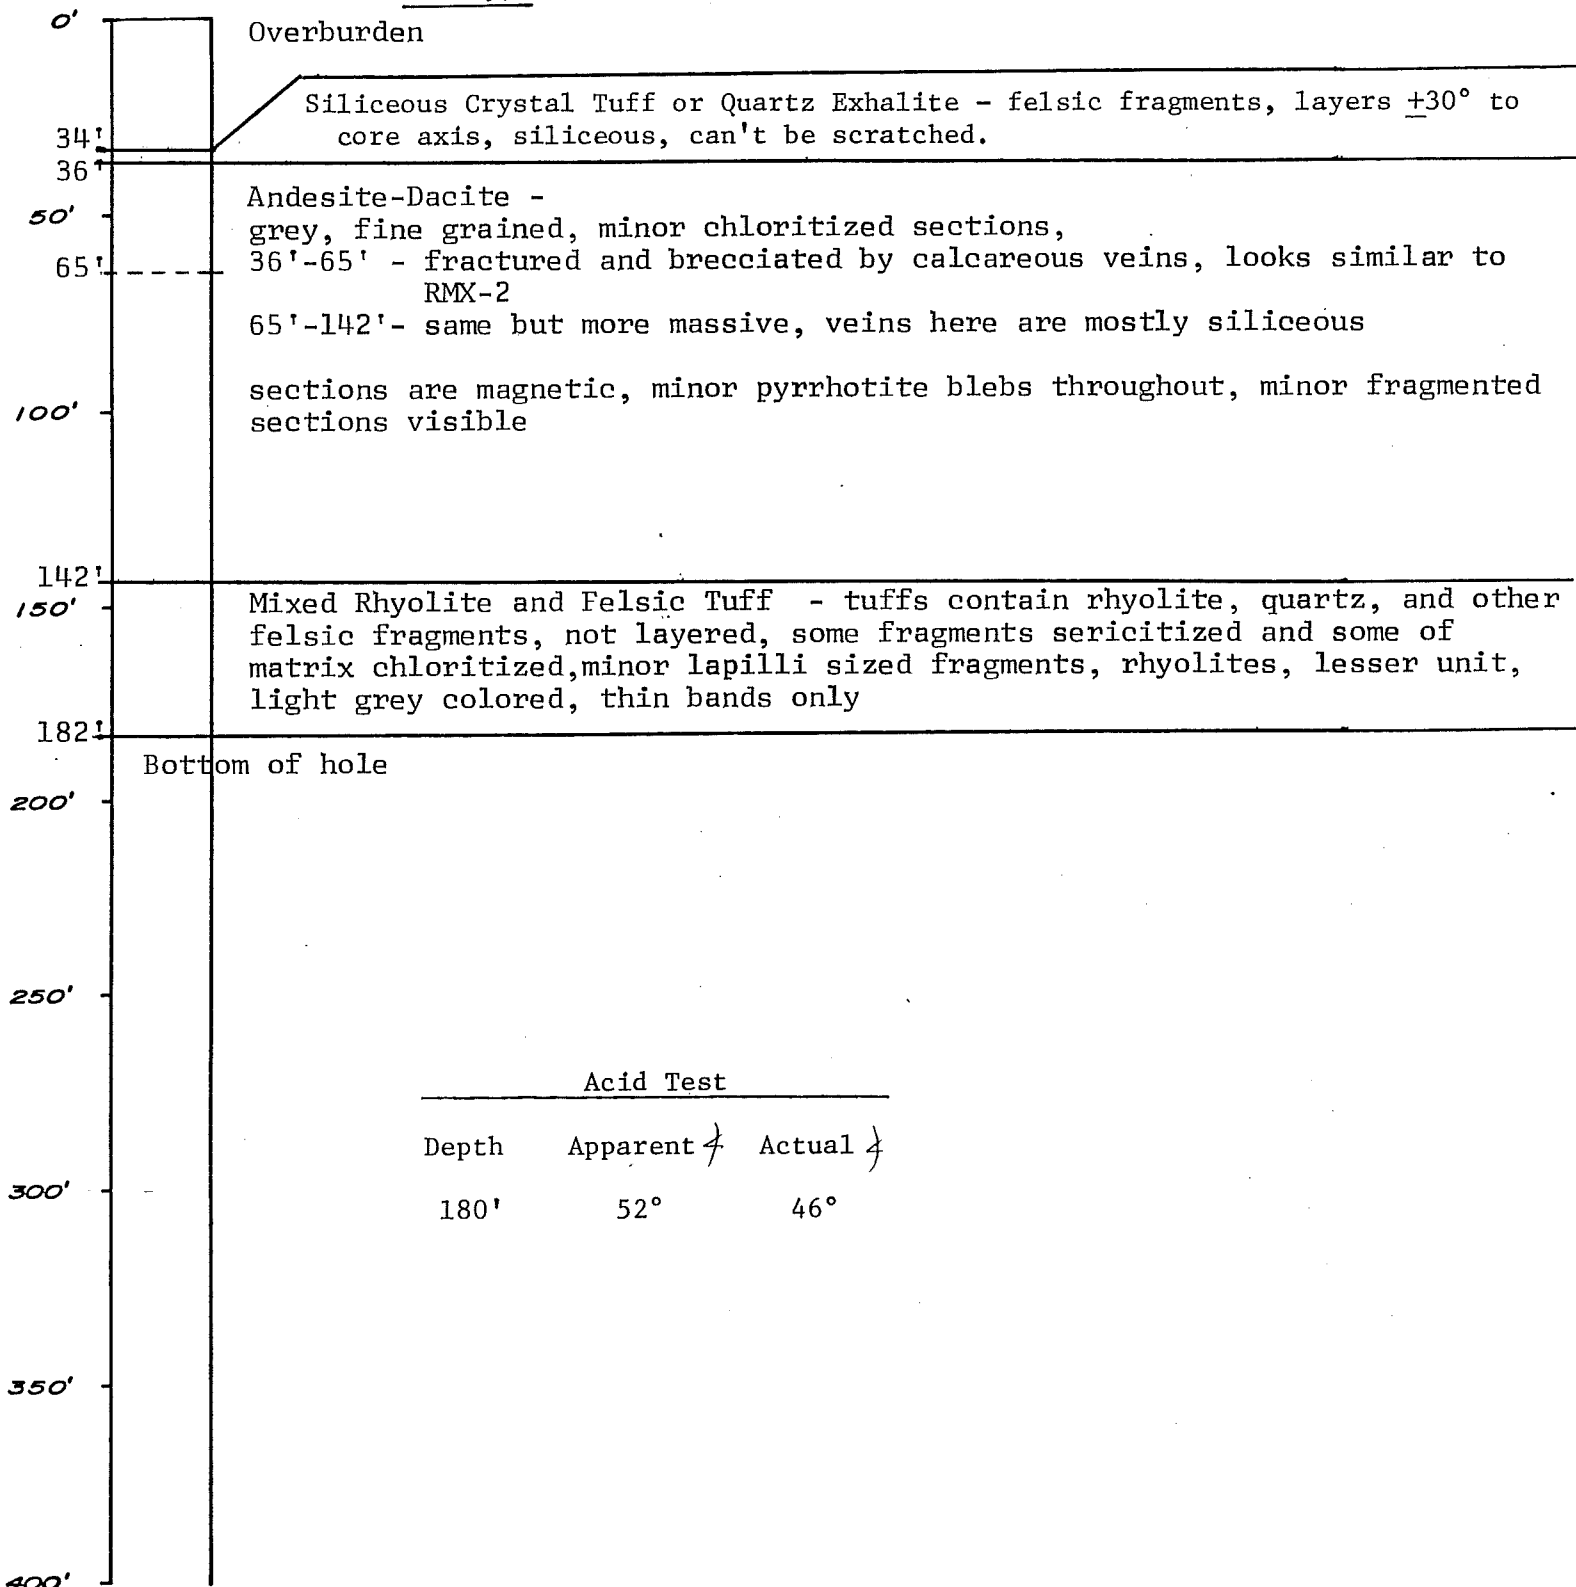 0'
Overburden
Siliceous Crystal Tuff or Quartz Exhalite - felsic fragments, layers ±30° to
core axis, siliceous, can't be scratched.
34'
36'
Andesite-Dacite -
50'
grey, fine grained, minor chloritized sections,
65'
36'-65' - fractured and brecciated by calcareous veins, looks similar to
RMX-2
65'-142'- same but more massive, veins here are mostly siliceous
sections are magnetic, minor pyrrhotite blebs throughout, minor fragmented
100'
sections visible
142'
150'
Mixed Rhyolite and Felsic Tuff - tuffs contain rhyolite, quartz, and other
felsic fragments, not layered, some fragments sericitized and some of
matrix chloritized,minor lapilli sized fragments, rhyolites, lesser unit,
light grey colored, thin bands only
182'
Bottom of hole
200'
250'
Acid Test
Depth Apparent ∡ Actual ∡
300'
180' 52° 46°
350'
400'